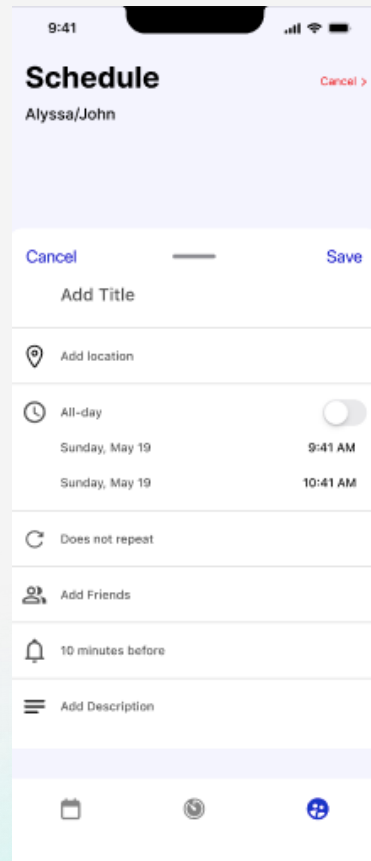 9:41
Schedule
Cancel >
Alyssa/John
Cancel
Save
Add Title
Add location
All-day
Sunday, May 19 9:41 AM
Sunday, May 19 10:41 AM
Does not repeat
Add Friends
10 minutes before
Add Description